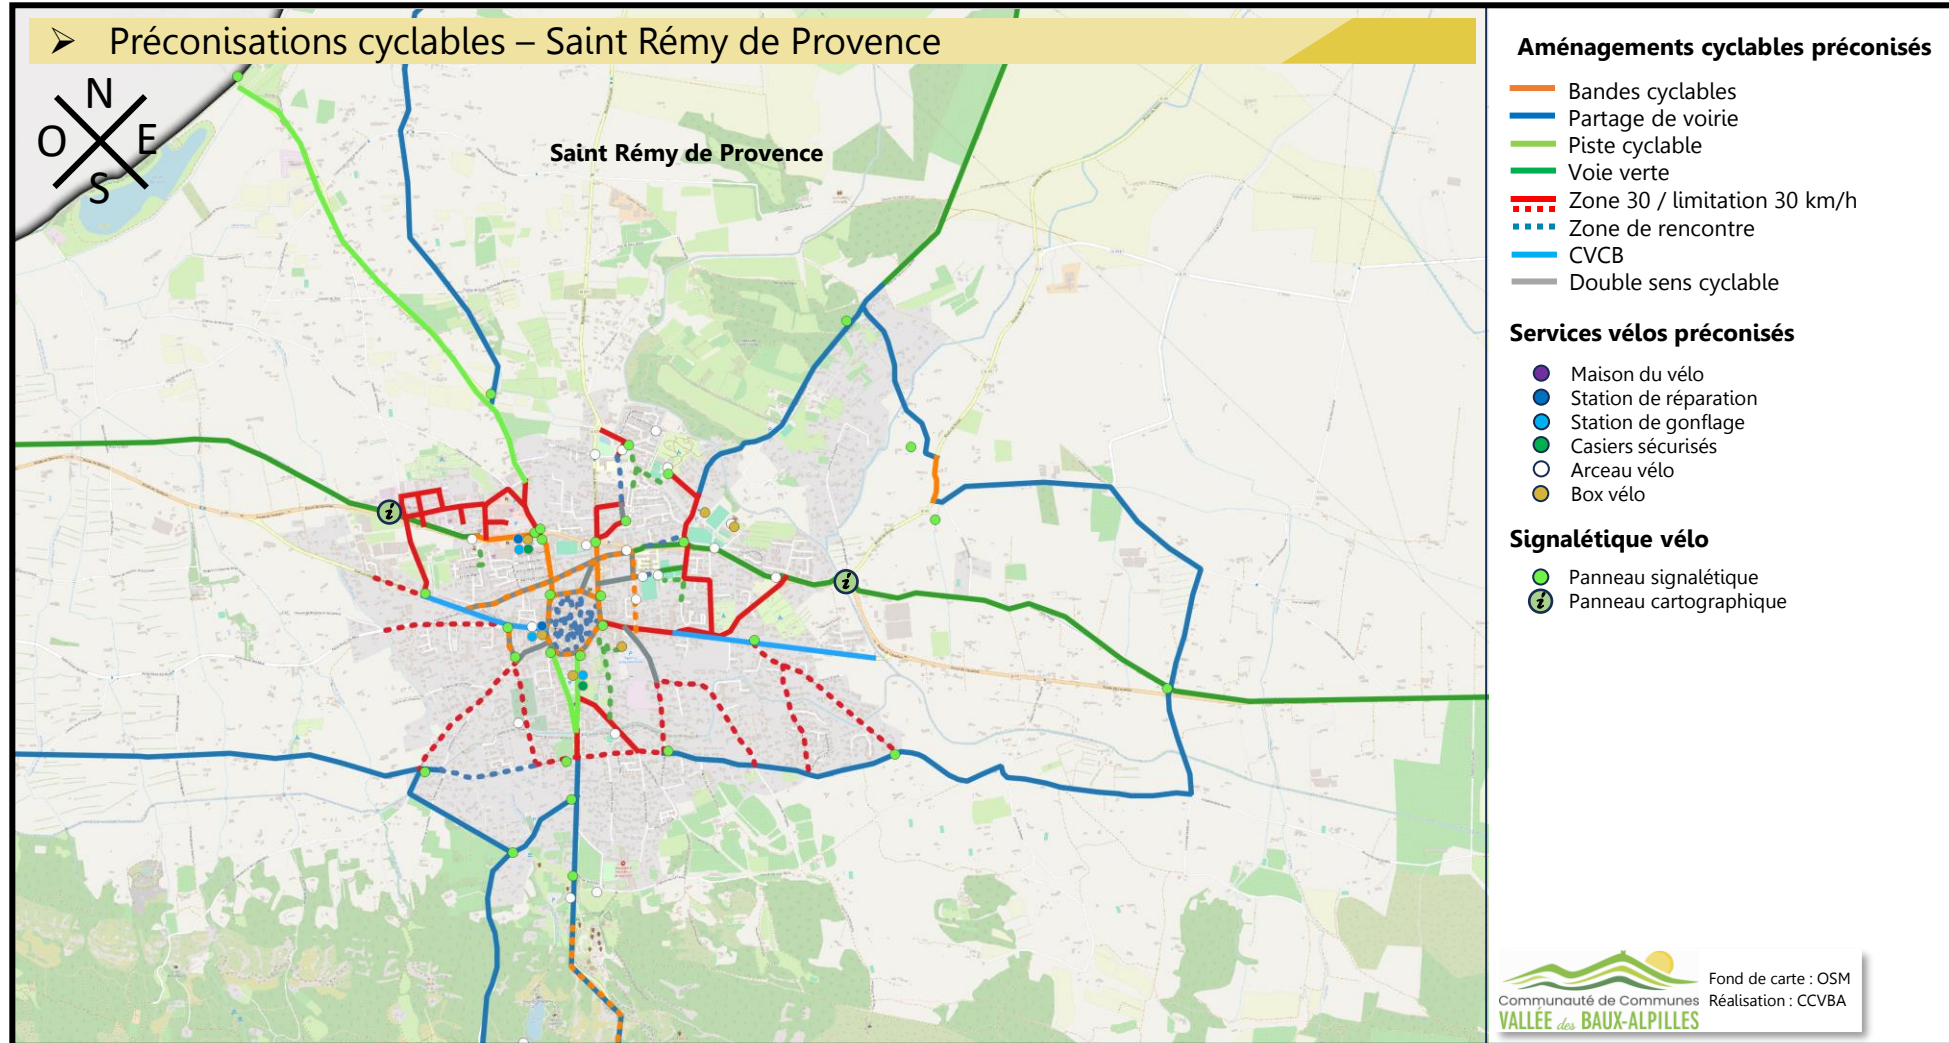 ➢ Préconisations cyclables – Saint Rémy de Provence
N
O E
S
Saint Rémy de Provence
i
i
Aménagements cyclables préconisés
Bandes cyclables
Partage de voirie
Piste cyclable
Voie verte
Zone 30 / limitation 30 km/h
Zone de rencontre
CVCB
Double sens cyclable
Services vélos préconisés
Maison du vélo
Station de réparation
Station de gonflage
Casiers sécurisés
Arceau vélo
Box vélo
Signalétique vélo
Panneau signalétique
i Panneau cartographique
Communauté de Communes
VALLÉE des BAUX-ALPILLES
Fond de carte : OSM
Réalisation : CCVBA